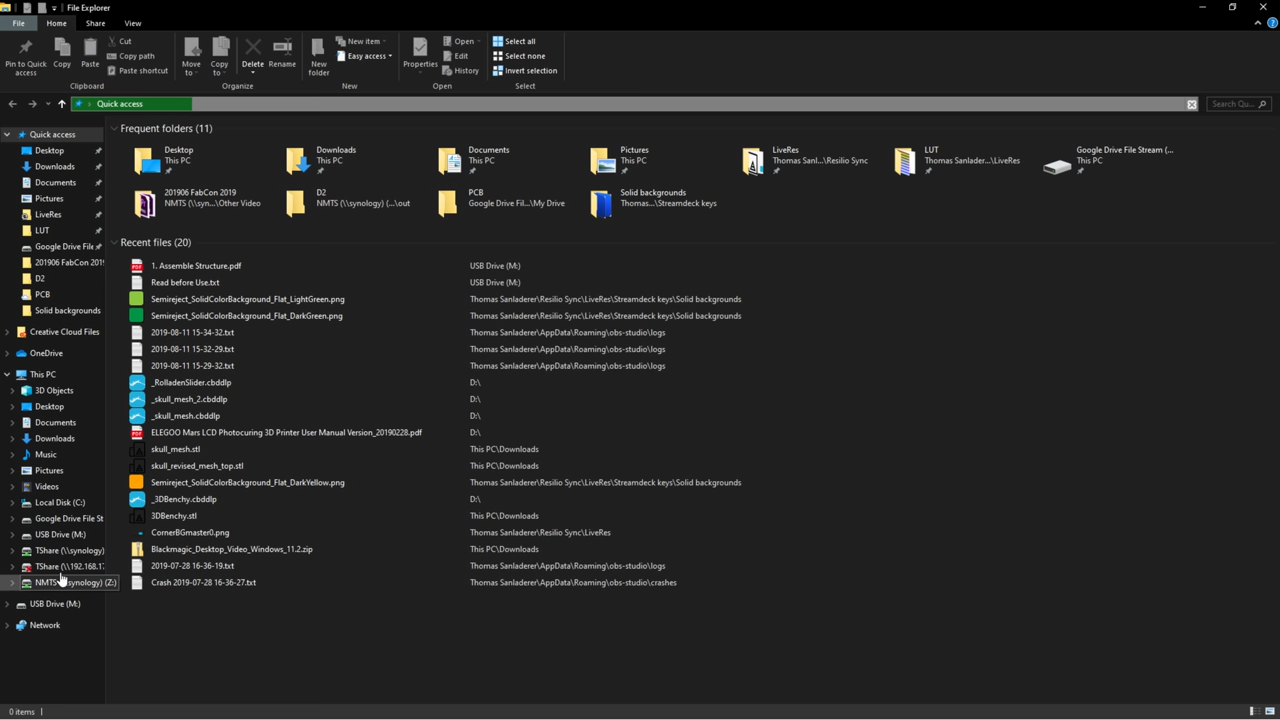 File Explorer
File Home Share View
Pin to Quick access
Copy
Paste
Cut
Copy path
Paste shortcut
Clipboard
Move to
Copy to
Delete
Rename
Organize
New folder
New item
Easy access
New
Properties
Open
Edit
History
Open
Select all
Select none
Invert selection
Select
Quick access
Search Qu...
Quick access
Desktop
Downloads
Documents
Pictures
LiveRes
LUT
Google Drive File
201906 FabCon 2019
D2
PCB
Solid backgrounds
Creative Cloud Files
OneDrive
This PC
3D Objects
Desktop
Documents
Downloads
Music
Pictures
Videos
Local Disk (C:)
Google Drive File St
USB Drive (M:)
TShare (\\synology)
TShare (\\192.168.17
NMTS (\\synology) (Z:)
USB Drive (M:)
Network
Frequent folders (11)
Desktop
This PC
Downloads
This PC
Documents
This PC
Pictures
This PC
LiveRes
Thomas Sanl...\Resilio Sync
LUT
Thomas Sanlader...\LiveRes
Google Drive File Stream (...
This PC
201906 FabCon 2019
NMTS (\\syn...\Other Video
D2
NMTS (\\synology) (...\out
PCB
Google Drive Fil...\My Drive
Solid backgrounds
Thomas...\Streamdeck keys
Recent files (20)
1. Assemble Structure.pdf USB Drive (M:)
Read before Use.txt USB Drive (M:)
Semireject_SolidColorBackground_Flat_LightGreen.png Thomas Sanladerer\Resilio Sync\LiveRes\Streamdeck keys\Solid backgrounds
Semireject_SolidColorBackground_Flat_DarkGreen.png Thomas Sanladerer\Resilio Sync\LiveRes\Streamdeck keys\Solid backgrounds
2019-08-11 15-34-32.txt Thomas Sanladerer\AppData\Roaming\obs-studio\logs
2019-08-11 15-32-29.txt Thomas Sanladerer\AppData\Roaming\obs-studio\logs
2019-08-11 15-29-32.txt Thomas Sanladerer\AppData\Roaming\obs-studio\logs
_RolladenSlider.cbddlp D:\
_skull_mesh_2.cbddlp D:\
_skull_mesh.cbddlp D:\
ELEGOO Mars LCD Photocuring 3D Printer User Manual Version_20190228.pdf D:\
skull_mesh.stl This PC\Downloads
skull_revised_mesh_top.stl This PC\Downloads
Semireject_SolidColorBackground_Flat_DarkYellow.png Thomas Sanladerer\Resilio Sync\LiveRes\Streamdeck keys\Solid backgrounds
_3DBenchy.cbddlp D:\
3DBenchy.stl This PC\Downloads
CornerBGmaster0.png Thomas Sanladerer\Resilio Sync\LiveRes
Blackmagic_Desktop_Video_Windows_11.2.zip This PC\Downloads
2019-07-28 16-36-19.txt Thomas Sanladerer\AppData\Roaming\obs-studio\logs
Crash 2019-07-28 16-36-27.txt Thomas Sanladerer\AppData\Roaming\obs-studio\crashes
0 items